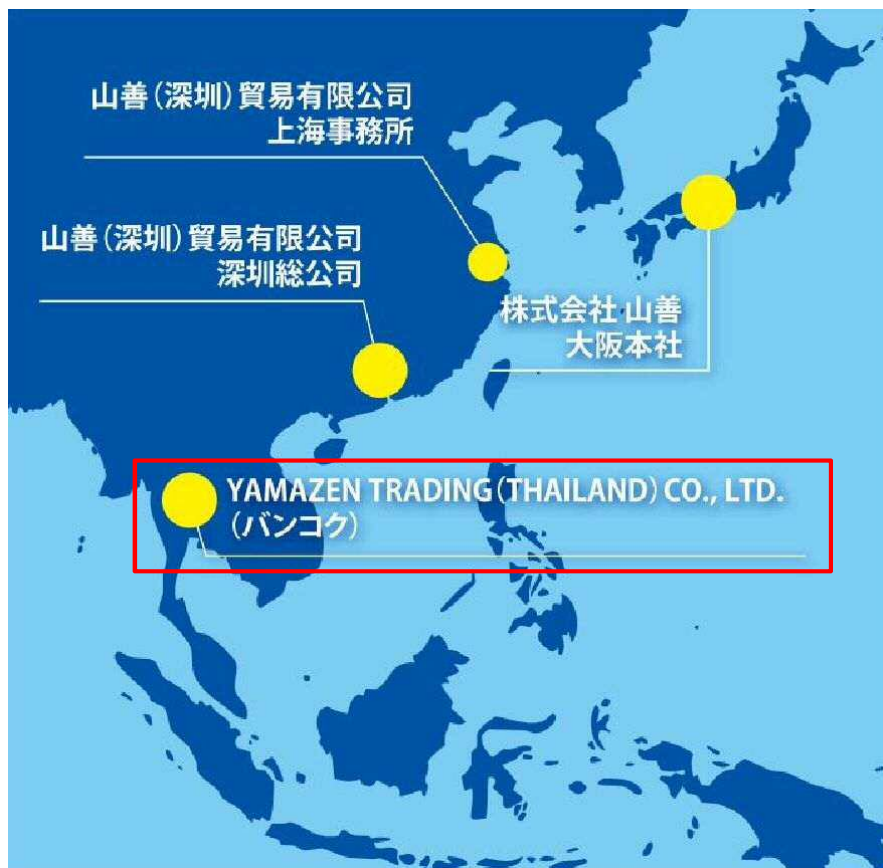 山善(深圳)貿易有限公司
上海事務所
山善(深圳)貿易有限公司
深圳総公司
株式会社 山善
大阪本社
YAMAZEN TRADING(THAILAND)CO., LTD.
(バンコク)